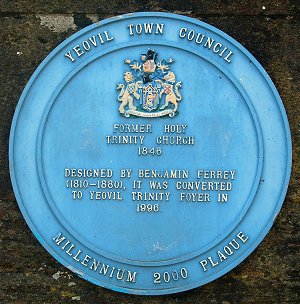 YEOVIL TOWN COUNCIL
FORMER HOLY
TRINITY CHURCH
1846
DESIGNED BY BENJAMIN FERREY
(1810-1880), IT WAS CONVERTED
TO YEOVIL TRINITY FOYER IN
1996.
MILLENNIUM 2000 PLAQUE